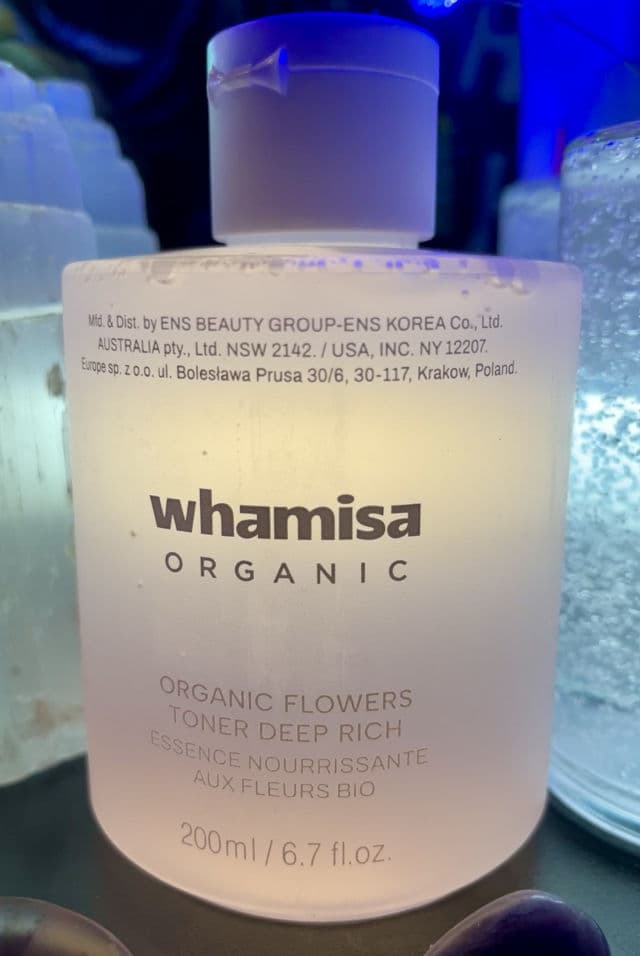 Mfd. & Dist. by ENS BEAUTY GROUP-ENS KOREA Co., Ltd.
AUSTRALIA pty., Ltd. NSW 2142. / USA, INC. NY 12207.
Europe sp. z o.o. ul. Bolesława Prusa 30/6, 30-117, Krakow, Poland.
whamisa
ORGANIC
ORGANIC FLOWERS
TONER DEEP RICH
ESSENCE NOURRISSANTE
AUX FLEURS BIO
200ml / 6.7 fl.oz.